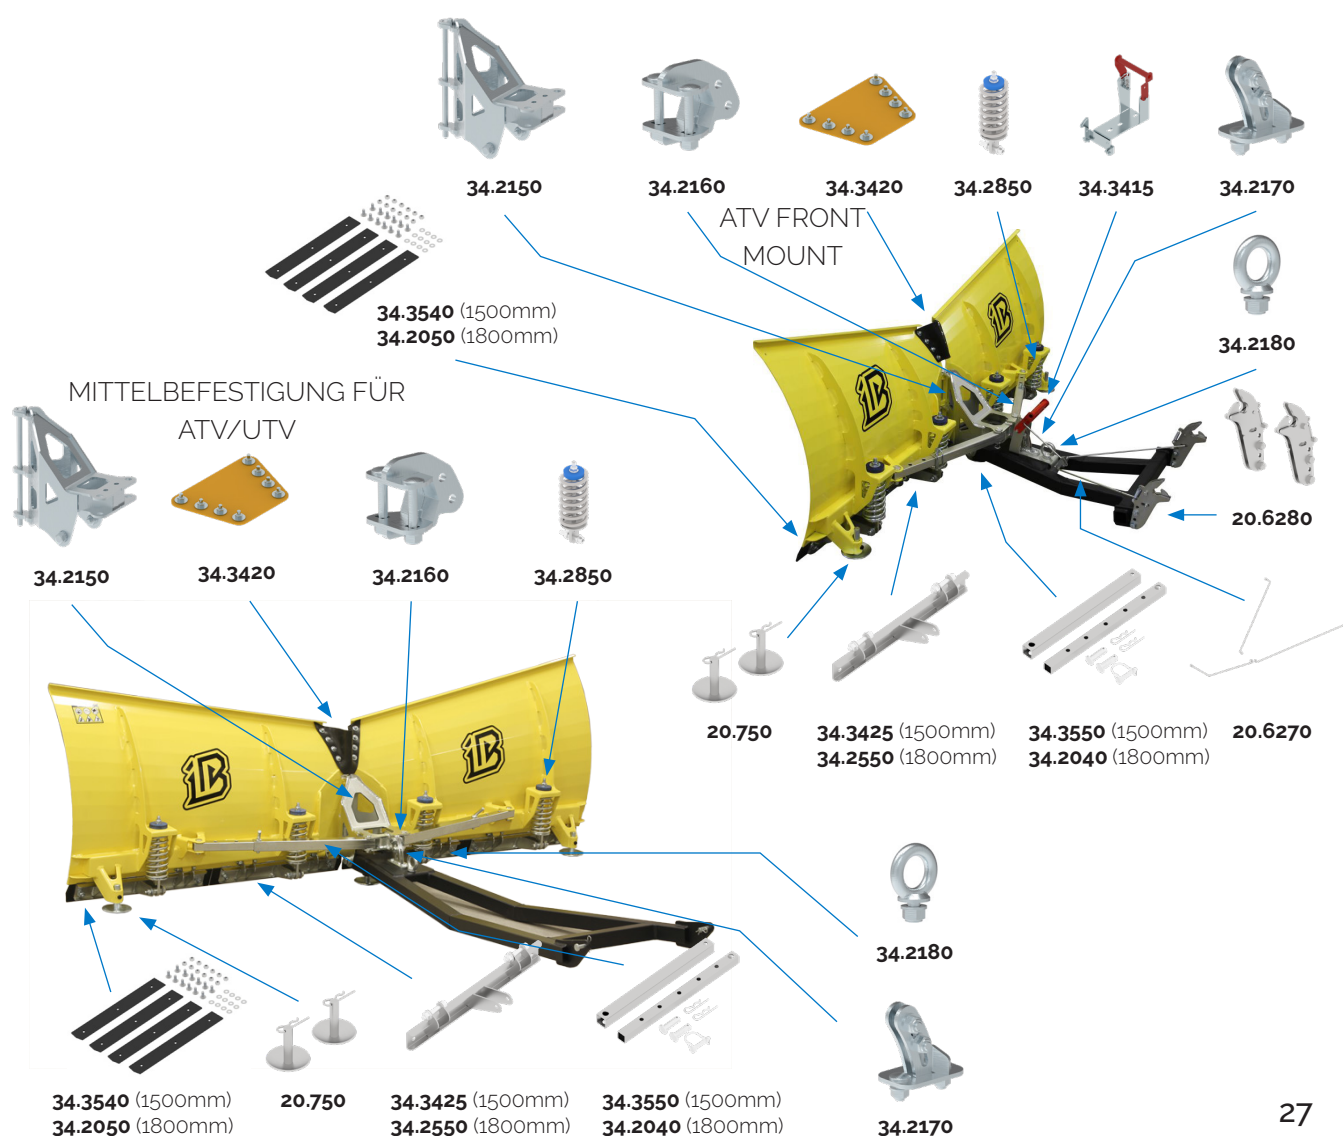 34.2150
34.2160
34.3420
34.2850
34.3415
34.2170
ATV FRONT
MOUNT
34.3540 (1500mm)
34.2050 (1800mm)
34.2180
MITTELBEFESTIGUNG FÜR
ATV/UTV
20.6280
34.2150
34.3420
34.2160
34.2850
20.750
34.3425 (1500mm)
34.2550 (1800mm)
34.3550 (1500mm)
34.2040 (1800mm)
20.6270
34.2180
34.3540 (1500mm)
34.2050 (1800mm)
20.750
34.3425 (1500mm)
34.2550 (1800mm)
34.3550 (1500mm)
34.2040 (1800mm)
34.2170
27